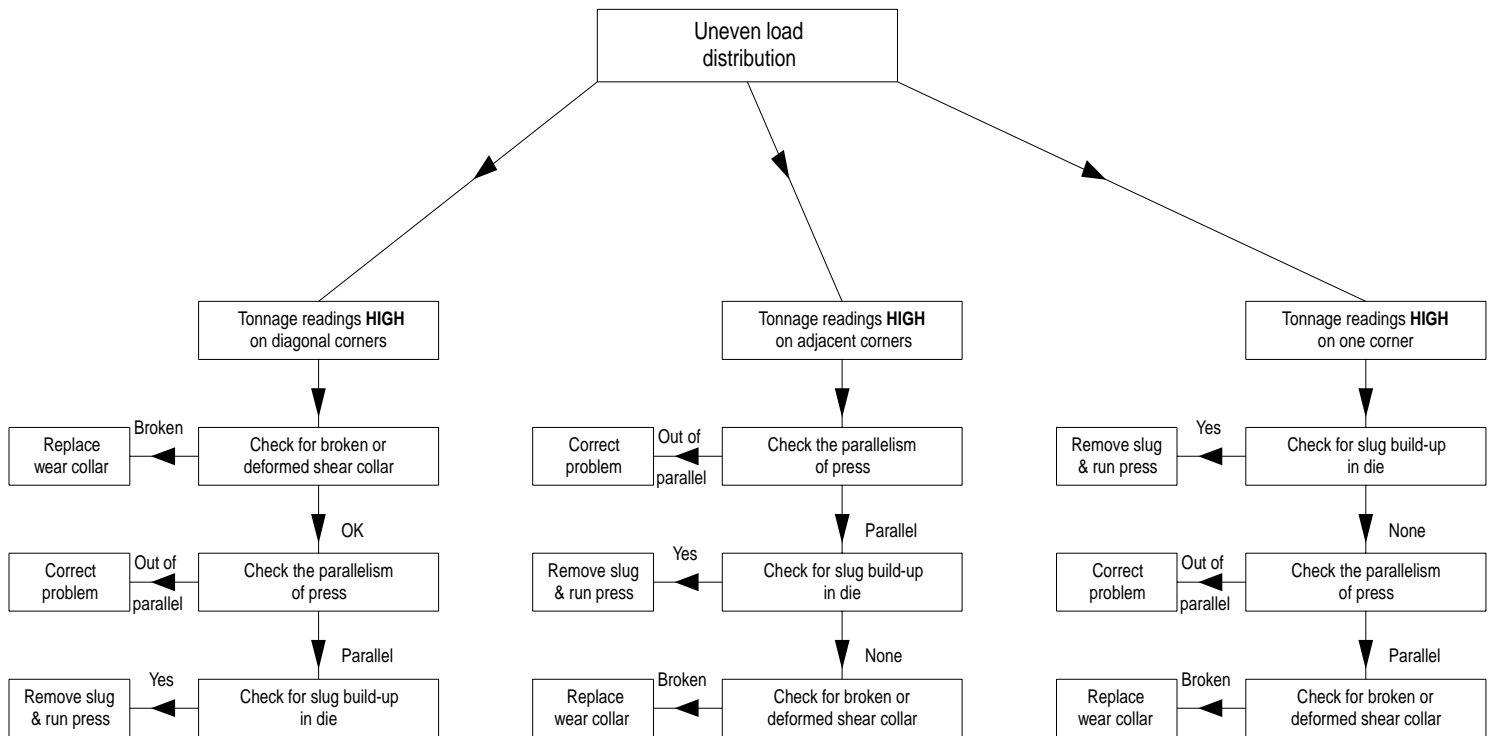 Uneven load
distribution
Tonnage readings HIGH
on diagonal corners
Broken
Replace
wear collar
Check for broken or
deformed shear collar
OK
Out of
parallel
Correct
problem
Check the parallelism
of press
Parallel
Yes
Remove slug
& run press
Check for slug build-up
in die
Tonnage readings HIGH
on adjacent corners
Out of
parallel
Correct
problem
Check the parallelism
of press
Parallel
Yes
Remove slug
& run press
Check for slug build-up
in die
None
Broken
Replace
wear collar
Check for broken or
deformed shear collar
Tonnage readings HIGH
on one corner
Yes
Remove slug
& run press
Check for slug build-up
in die
None
Out of
parallel
Correct
problem
Check the parallelism
of press
Parallel
Broken
Replace
wear collar
Check for broken or
deformed shear collar